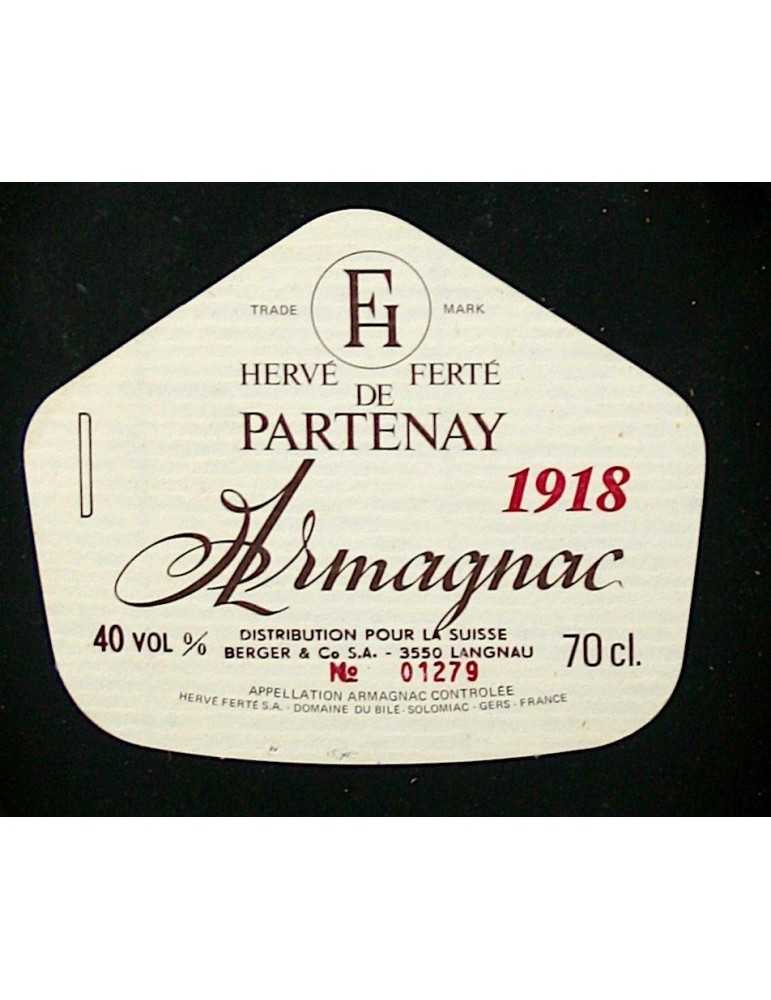 TRADE FH MARK
HERVÉ FERTÉ
DE
PARTENAY
1918
Armagnac
40 VOL % DISTRIBUTION POUR LA SUISSE 70 cl.
BERGER & Co S.A. - 3550 LANGNAU
No 01279
APPELLATION ARMAGNAC CONTROLÉE
HERVÉ FERTÉ S.A. - DOMAINE DU BILÉ - SOLOMIAC - GERS - FRANCE